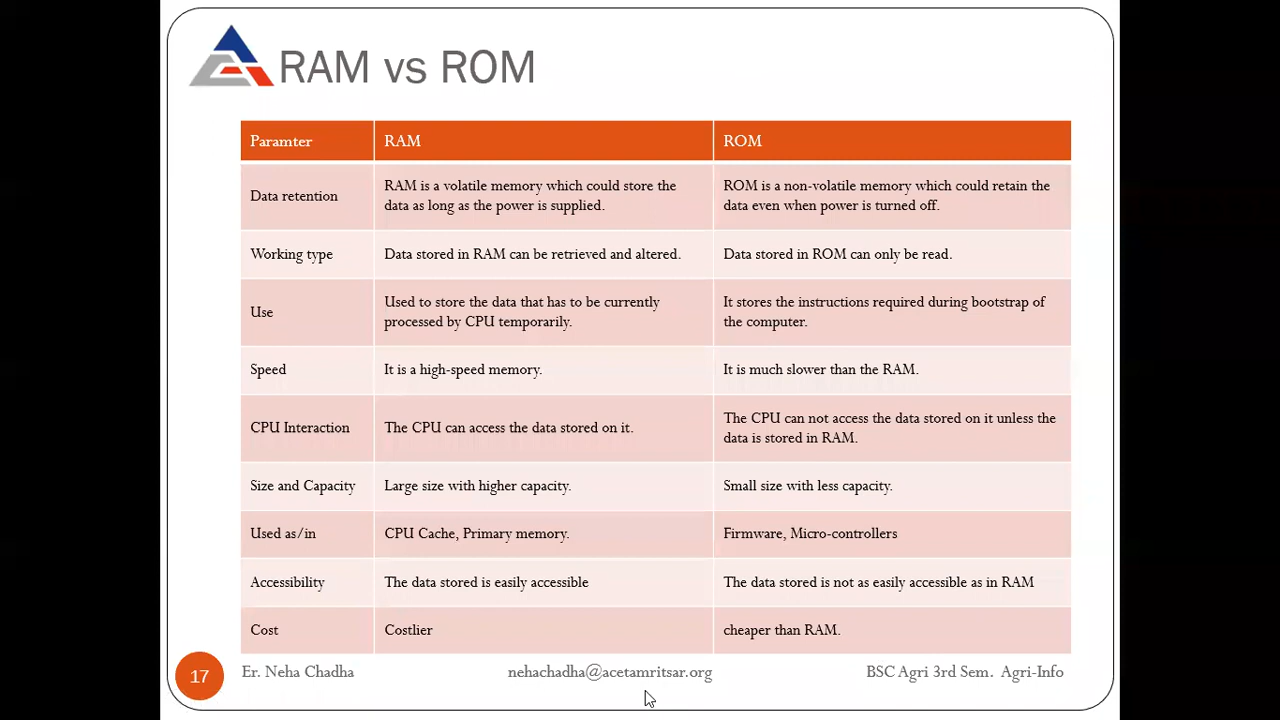 RAM vs ROM
Paramter RAM ROM
Data retention
RAM is a volatile memory which could store the
data as long as the power is supplied.
ROM is a non-volatile memory which could retain the
data even when power is turned off.
Working type Data stored in RAM can be retrieved and altered. Data stored in ROM can only be read.
Use
Used to store the data that has to be currently
processed by CPU temporarily.
It stores the instructions required during bootstrap of
the computer.
Speed It is a high-speed memory. It is much slower than the RAM.
CPU Interaction The CPU can access the data stored on it.
The CPU can not access the data stored on it unless the
data is stored in RAM.
Size and Capacity Large size with higher capacity. Small size with less capacity.
Used as/in CPU Cache, Primary memory. Firmware, Micro-controllers
Accessibility The data stored is easily accessible The data stored is not as easily accessible as in RAM
Cost Costlier cheaper than RAM.
17 Er. Neha Chadha nehachadha@acetamritsar.org BSC Agri 3rd Sem. Agri-Info